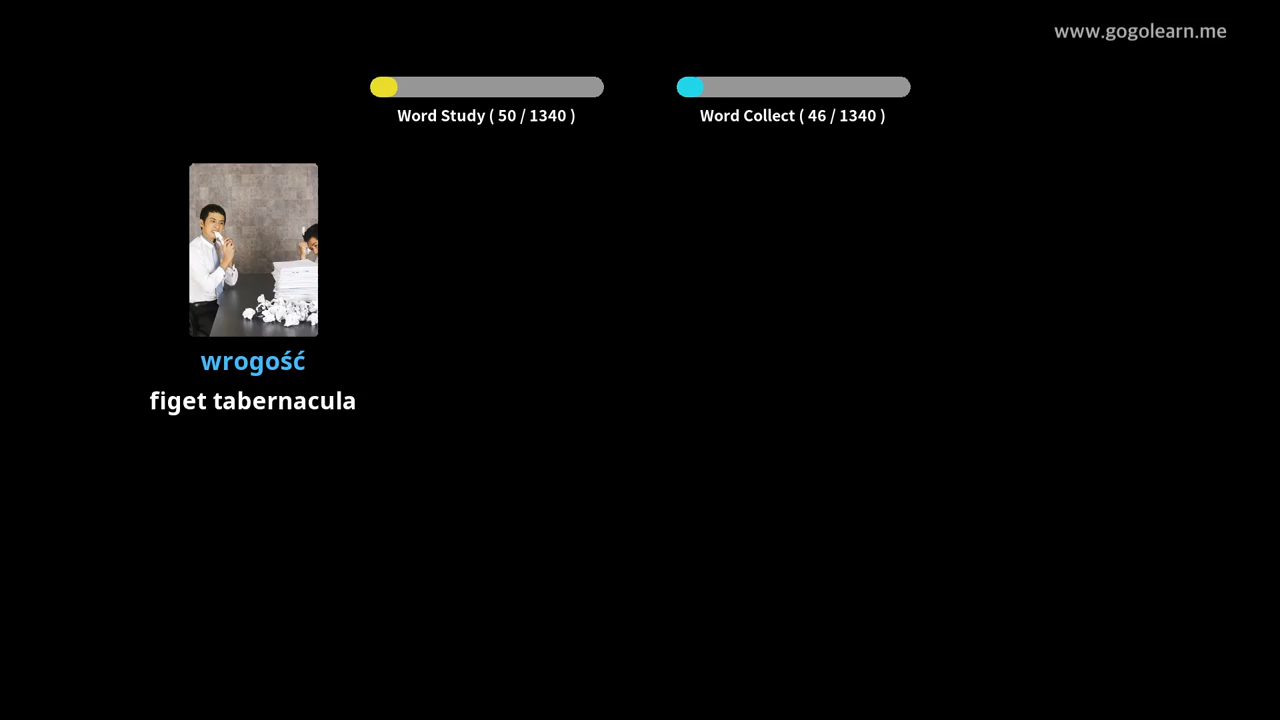 www.gogolearn.me
Word Study ( 50 / 1340 )
Word Collect ( 46 / 1340 )
wrogość
figet tabernacula